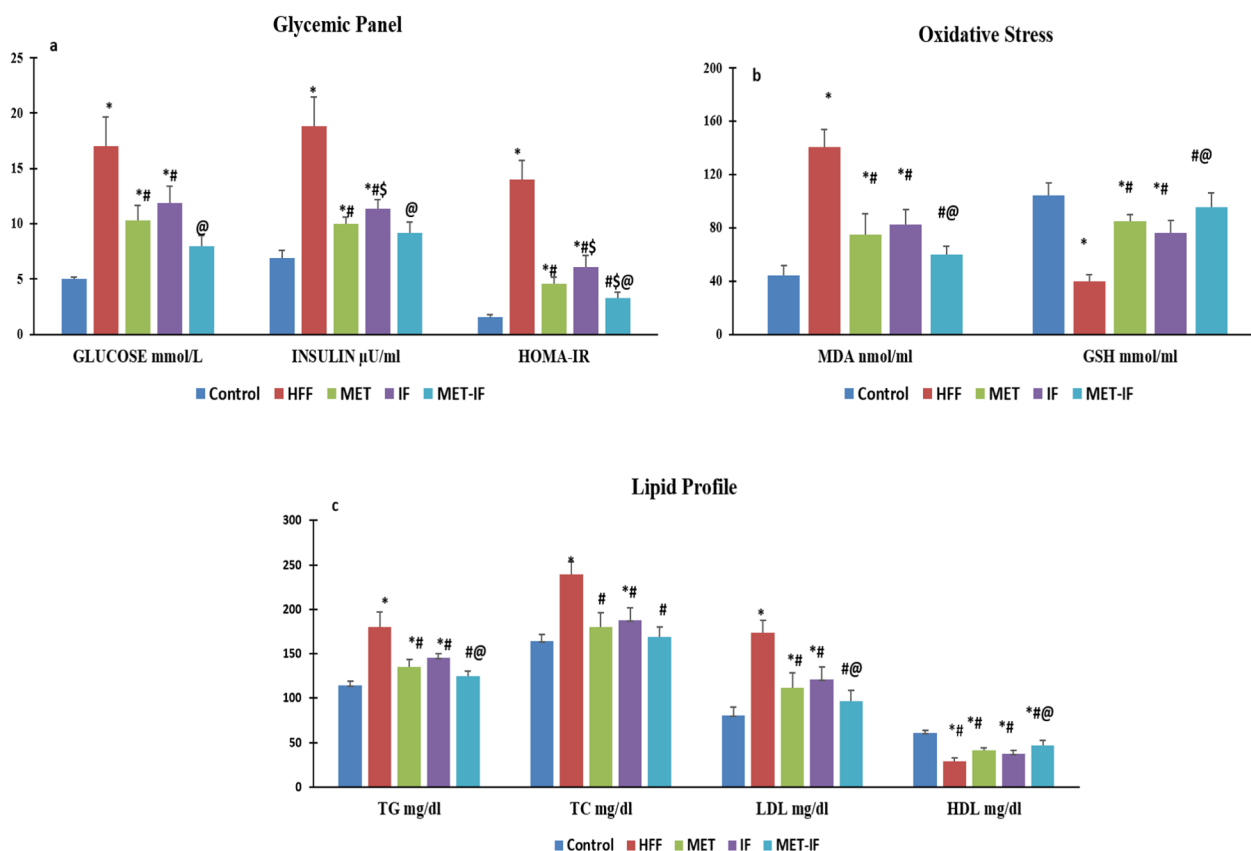 Glycemic Panel
a
25
20
15
10
5
0
* *# *# @
* *# *#$ @
* *# *#$ #$@
GLUCOSE mmol/L INSULIN µU/ml HOMA-IR
Control HFF MET IF MET-IF
Oxidative Stress
b
200
160
120
80
40
0
* *# *# #@
* *# *# #@
MDA nmol/ml GSH mmol/ml
Control HFF MET IF MET-IF
Lipid Profile
c
300
250
200
150
100
50
0
* *# *# #@
* # *# #
* *# *# #@
*# *# *# *#@
TG mg/dl TC mg/dl LDL mg/dl HDL mg/dl
Control HFF MET IF MET-IF